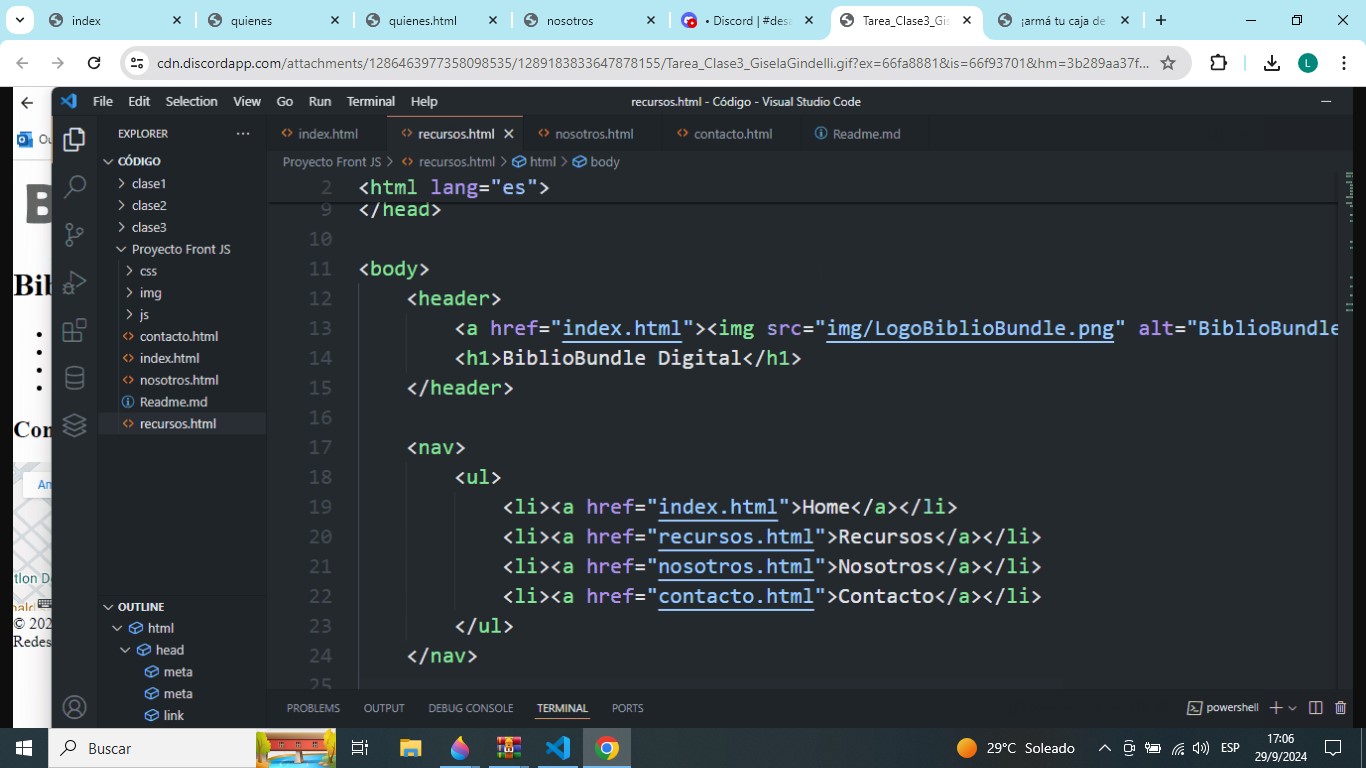 index
quienes
quienes.html
nosotros
• Discord | #desa
Tarea_Clase3_Gis
¡armá tu caja de
cdn.discordapp.com/attachments/1286463977358098535/1289183833647878155/Tarea_Clase3_GiselaGindelli.gif?ex=66fa8881&is=66f93701&hm=3b289aa37f...
L
File Edit Selection View Go Run Terminal Help
recursos.html - Código - Visual Studio Code
EXPLORER
index.html
recursos.html
nosotros.html
contacto.html
Readme.md
CÓDIGO
clase1
clase2
clase3
Proyecto Front JS
css
img
js
contacto.html
index.html
nosotros.html
Readme.md
recursos.html
OUTLINE
html
head
meta
meta
link
Proyecto Front JS > recursos.html > html > body
2 <html lang="es">
9 </head>
10
11 <body>
12 <header>
13 <a href="index.html"><img src="img/LogoBiblioBundle.png" alt="BiblioBundle
14 <h1>BiblioBundle Digital</h1>
15 </header>
16
17 <nav>
18 <ul>
19 <li><a href="index.html">Home</a></li>
20 <li><a href="recursos.html">Recursos</a></li>
21 <li><a href="nosotros.html">Nosotros</a></li>
22 <li><a href="contacto.html">Contacto</a></li>
23 </ul>
24 </nav>
25
PROBLEMS OUTPUT DEBUG CONSOLE TERMINAL PORTS
powershell
Ou
B
Bib
Con
Am
tlon D
nald
© 202
Redes
Buscar
29°C Soleado
ESP
17:06
29/9/2024